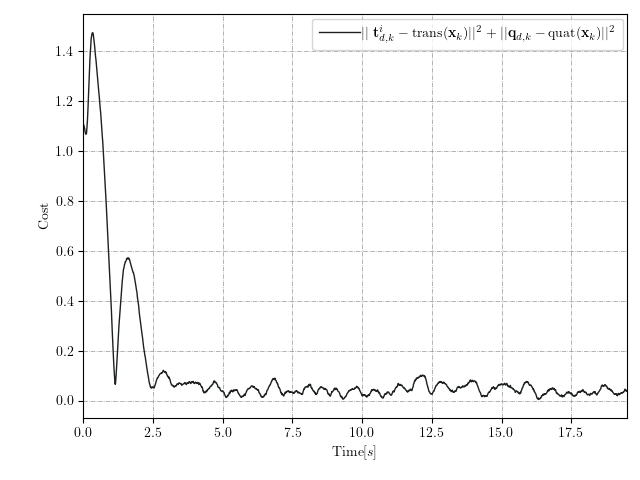 || t^i_{d,k} − trans(x_k)||² + ||q_{d,k} − quat(x_k)||²
1.4
1.2
1.0
0.8
0.6
0.4
0.2
0.0
Cost
0.0 2.5 5.0 7.5 10.0 12.5 15.0 17.5
Time[s]